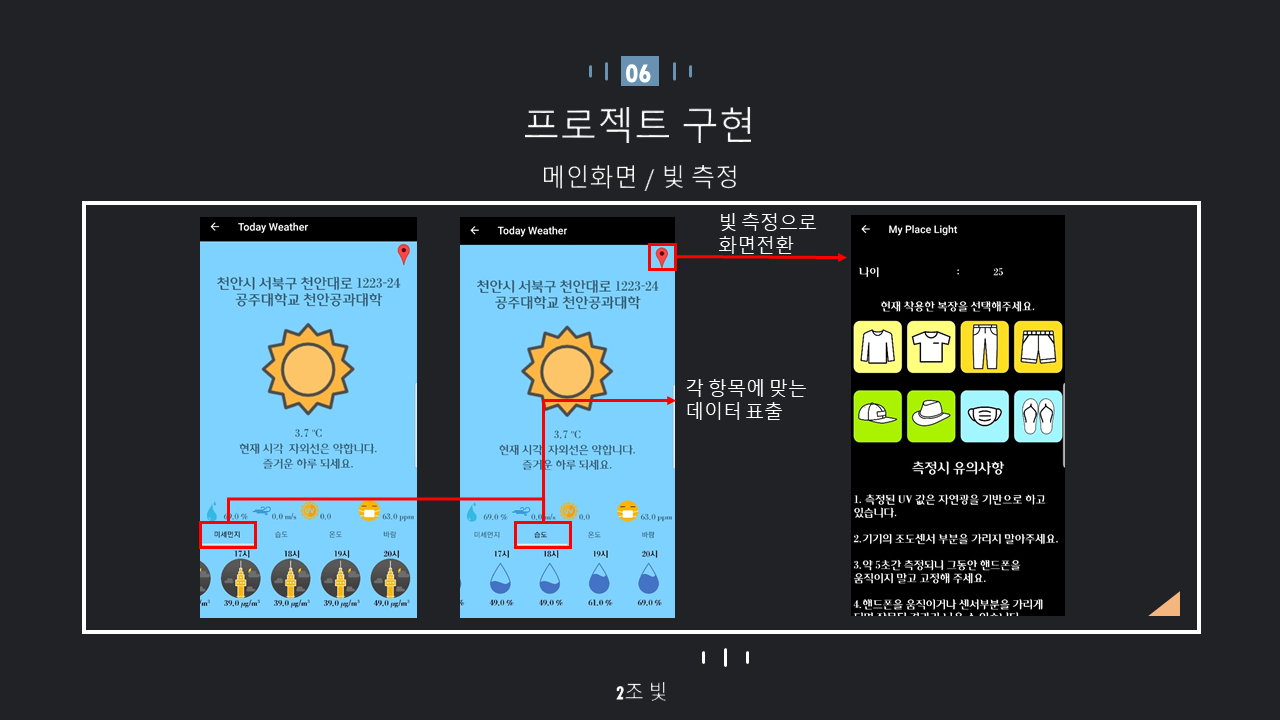 06
프로젝트 구현
메인화면 / 빛 측정
Today Weather
천안시 서북구 천안대로 1223-24
공주대학교 천안공과대학
3.7 °C
현재 시각 자외선은 약합니다.
즐거운 하루 되세요.
69.0 %
0.0 m/s
0.0
63.0 ppm
미세먼지
습도
온도
바람
17시
18시
19시
20시
/m³
39.0 μg/m³
39.0 μg/m³
39.0 μg/m³
49.0 μg/m³
Today Weather
천안시 서북구 천안대로 1223-24
공주대학교 천안공과대학
3.7 °C
현재 시각 자외선은 약합니다.
즐거운 하루 되세요.
69.0 %
0.0 m/s
0.0
63.0 ppm
미세먼지
습도
온도
바람
17시
18시
19시
20시
%
49.0 %
49.0 %
61.0 %
69.0 %
빛 측정으로
화면전환
각 항목에 맞는
데이터 표출
My Place Light
나이 : 25
현재 착용한 복장을 선택해주세요.
측정시 유의사항
1. 측정된 UV 값은 자연광을 기반으로 하고
있습니다.
2.기기의 조도센서 부분을 가리지 말아주세요.
3.약 5초간 측정되니 그동안 핸드폰을
움직이지 말고 고정해 주세요.
4.핸드폰을 움직이거나 센서부분을 가리게
2조 빛